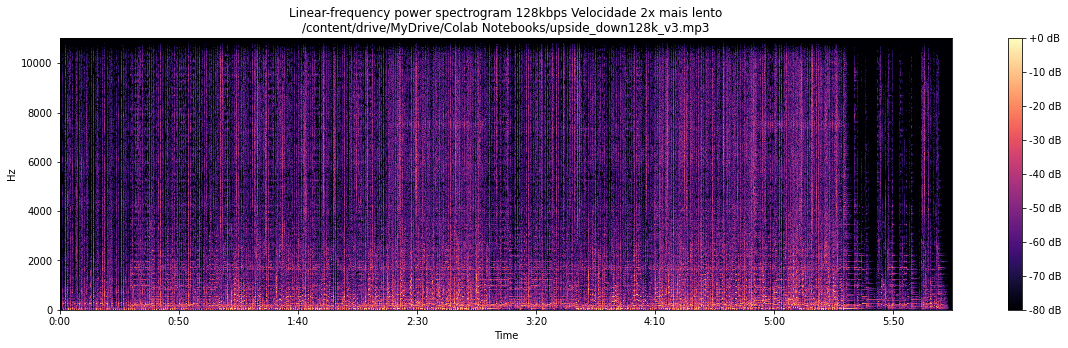 Linear-frequency power spectrogram 128kbps Velocidade 2x mais lento
/content/drive/MyDrive/Colab Notebooks/upside_down128k_v3.mp3
10000
8000
6000
4000
2000
0
Hz
0:00 0:50 1:40 2:30 3:20 4:10 5:00 5:50
Time
+0 dB
-10 dB
-20 dB
-30 dB
-40 dB
-50 dB
-60 dB
-70 dB
-80 dB